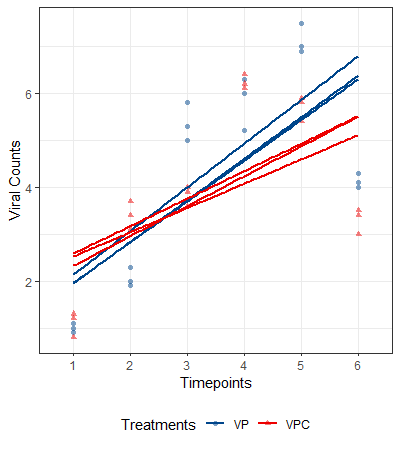 Viral Counts
6
4
2
1 2 3 4 5 6
Timepoints
Treatments VP VPC